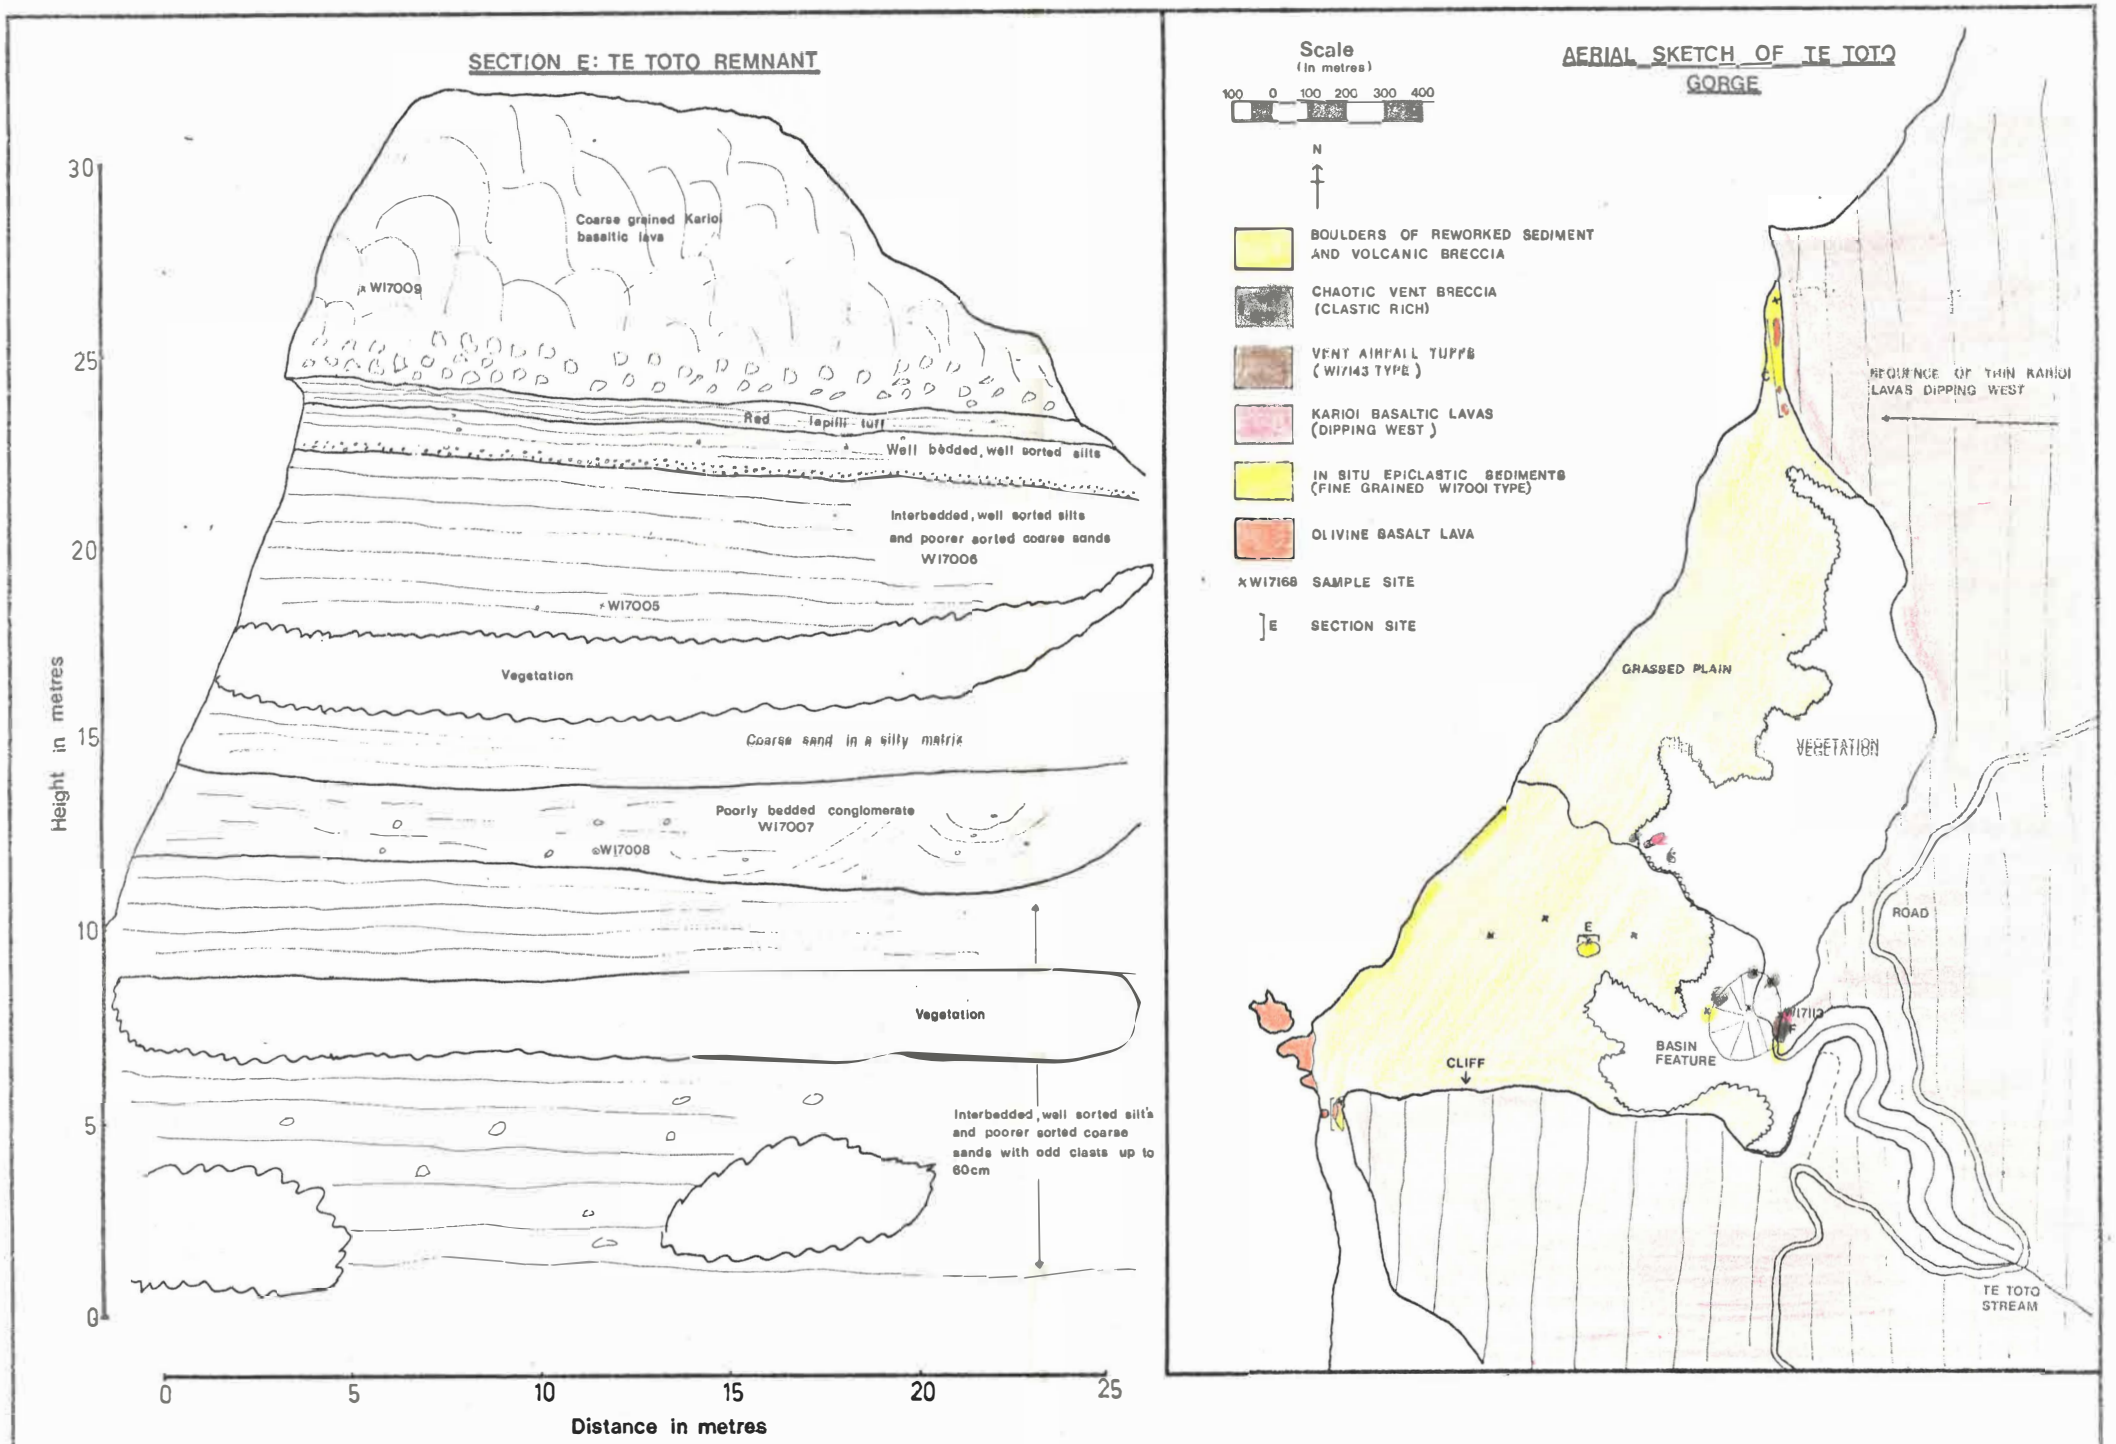 SECTION E: TE TOTO REMNANT
30
25
20
15
10
5
0
Height in metres
Coarse grained Karioi
basaltic lava
xW17009
Red lapilli tuff
Well bedded, well sorted silts
Interbedded, well sorted silts
and poorer sorted coarse sands
W17006
xW17005
Vegetation
Coarse sand in a silty matrix
Poorly bedded conglomerate
W17007
W17008
Vegetation
Interbedded, well sorted silt's
and poorer sorted coarse
sands with odd clasts up to
60cm
0 5 10 15 20 25
Distance in metres
Scale
(In metres)
100 0 100 200 300 400
N
AERIAL SKETCH OF TE TOTO
GORGE
BOULDERS OF REWORKED SEDIMENT
AND VOLCANIC BRECCIA
CHAOTIC VENT BRECCIA
(CLASTIC RICH)
VENT AIRFALL TUFFS
(W17143 TYPE)
KARIOI BASALTIC LAVAS
(DIPPING WEST)
IN SITU EPICLASTIC SEDIMENTS
(FINE GRAINED W17001 TYPE)
OLIVINE BASALT LAVA
xW17168 SAMPLE SITE
]E SECTION SITE
SEQUENCE OF THIN KARIOI
LAVAS DIPPING WEST
C
GRASSED PLAIN
VEGETATION
G
ROAD
E
W17113
F
BASIN
FEATURE
CLIFF
TE TOTO
STREAM